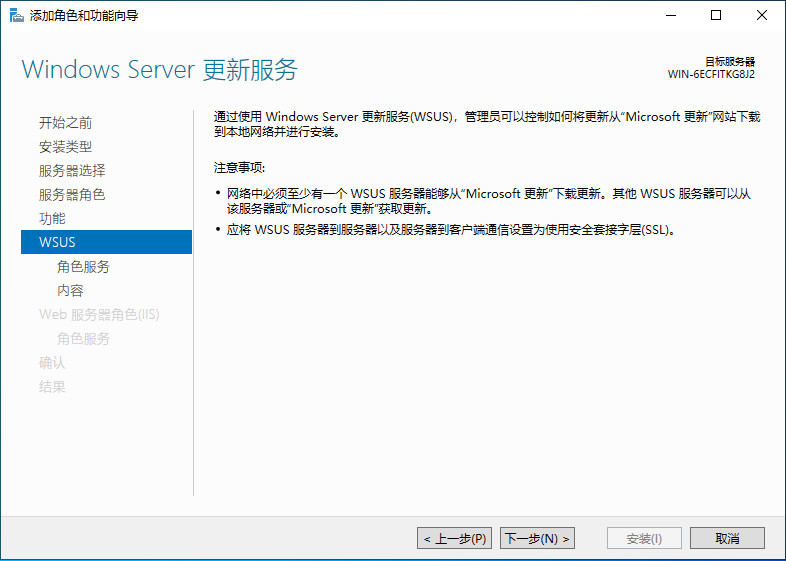 添加角色和功能向导
Windows Server 更新服务
目标服务器
WIN-6ECFITKG8J2
开始之前
安装类型
服务器选择
服务器角色
功能
WSUS
角色服务
内容
Web 服务器角色(IIS)
角色服务
确认
结果
通过使用 Windows Server 更新服务(WSUS)，管理员可以控制如何将更新从“Microsoft 更新”网站下载
到本地网络并进行安装。
注意事项:
• 网络中必须至少有一个 WSUS 服务器能够从“Microsoft 更新”下载更新。其他 WSUS 服务器可以从
该服务器或“Microsoft 更新”获取更新。
• 应将 WSUS 服务器到服务器以及服务器到客户端通信设置为使用安全套接字层(SSL)。
< 上一步(P)
下一步(N) >
安装(I)
取消